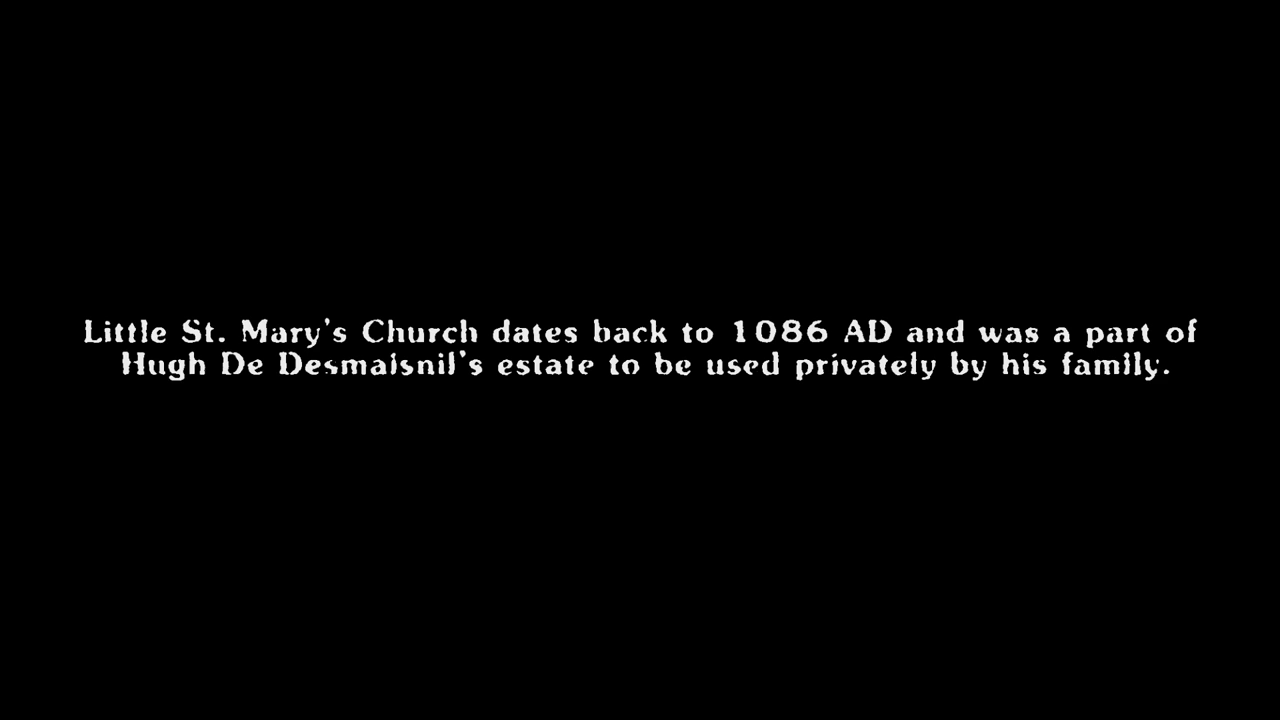 Little St. Mary's Church dates back to 1086 AD and was a part of
Hugh De Desmaisnil's estate to be used privately by his family.